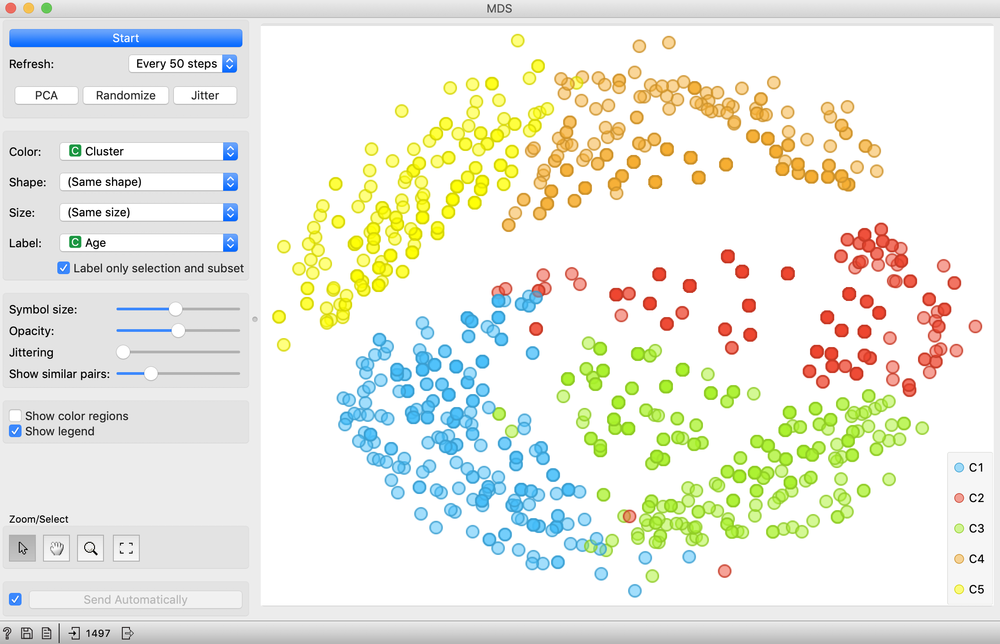 MDS
Start
Refresh: Every 50 steps
PCA Randomize Jitter
Color: C Cluster
Shape: (Same shape)
Size: (Same size)
Label: C Age
Label only selection and subset
Symbol size:
Opacity:
Jittering
Show similar pairs:
Show color regions
Show legend
Zoom/Select
Send Automatically
? 1497
C1
C2
C3
C4
C5